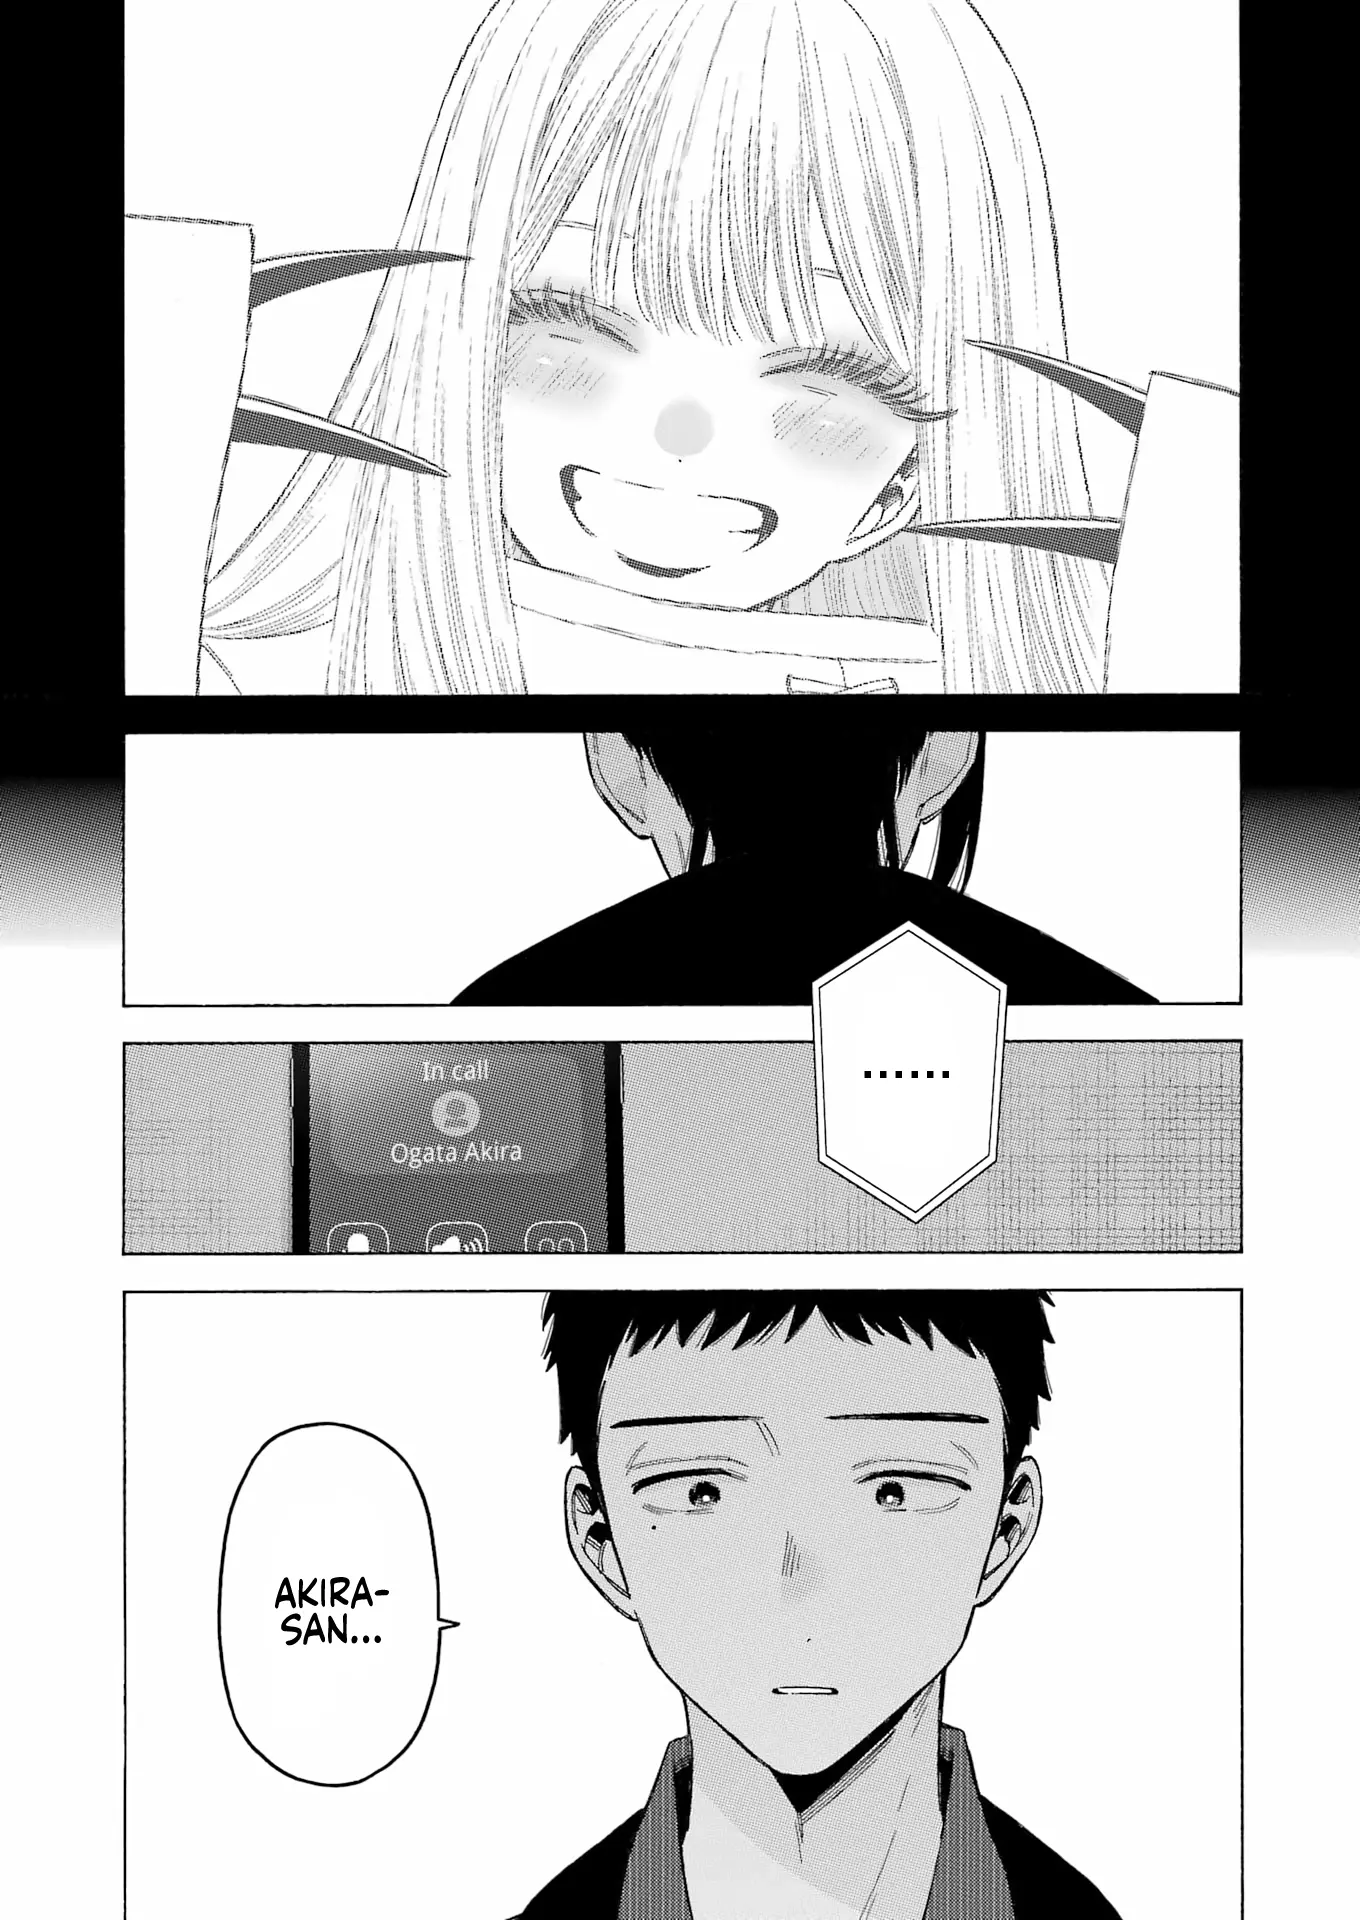 ......
In call
Ogata Akira
AKIRA-
SAN...